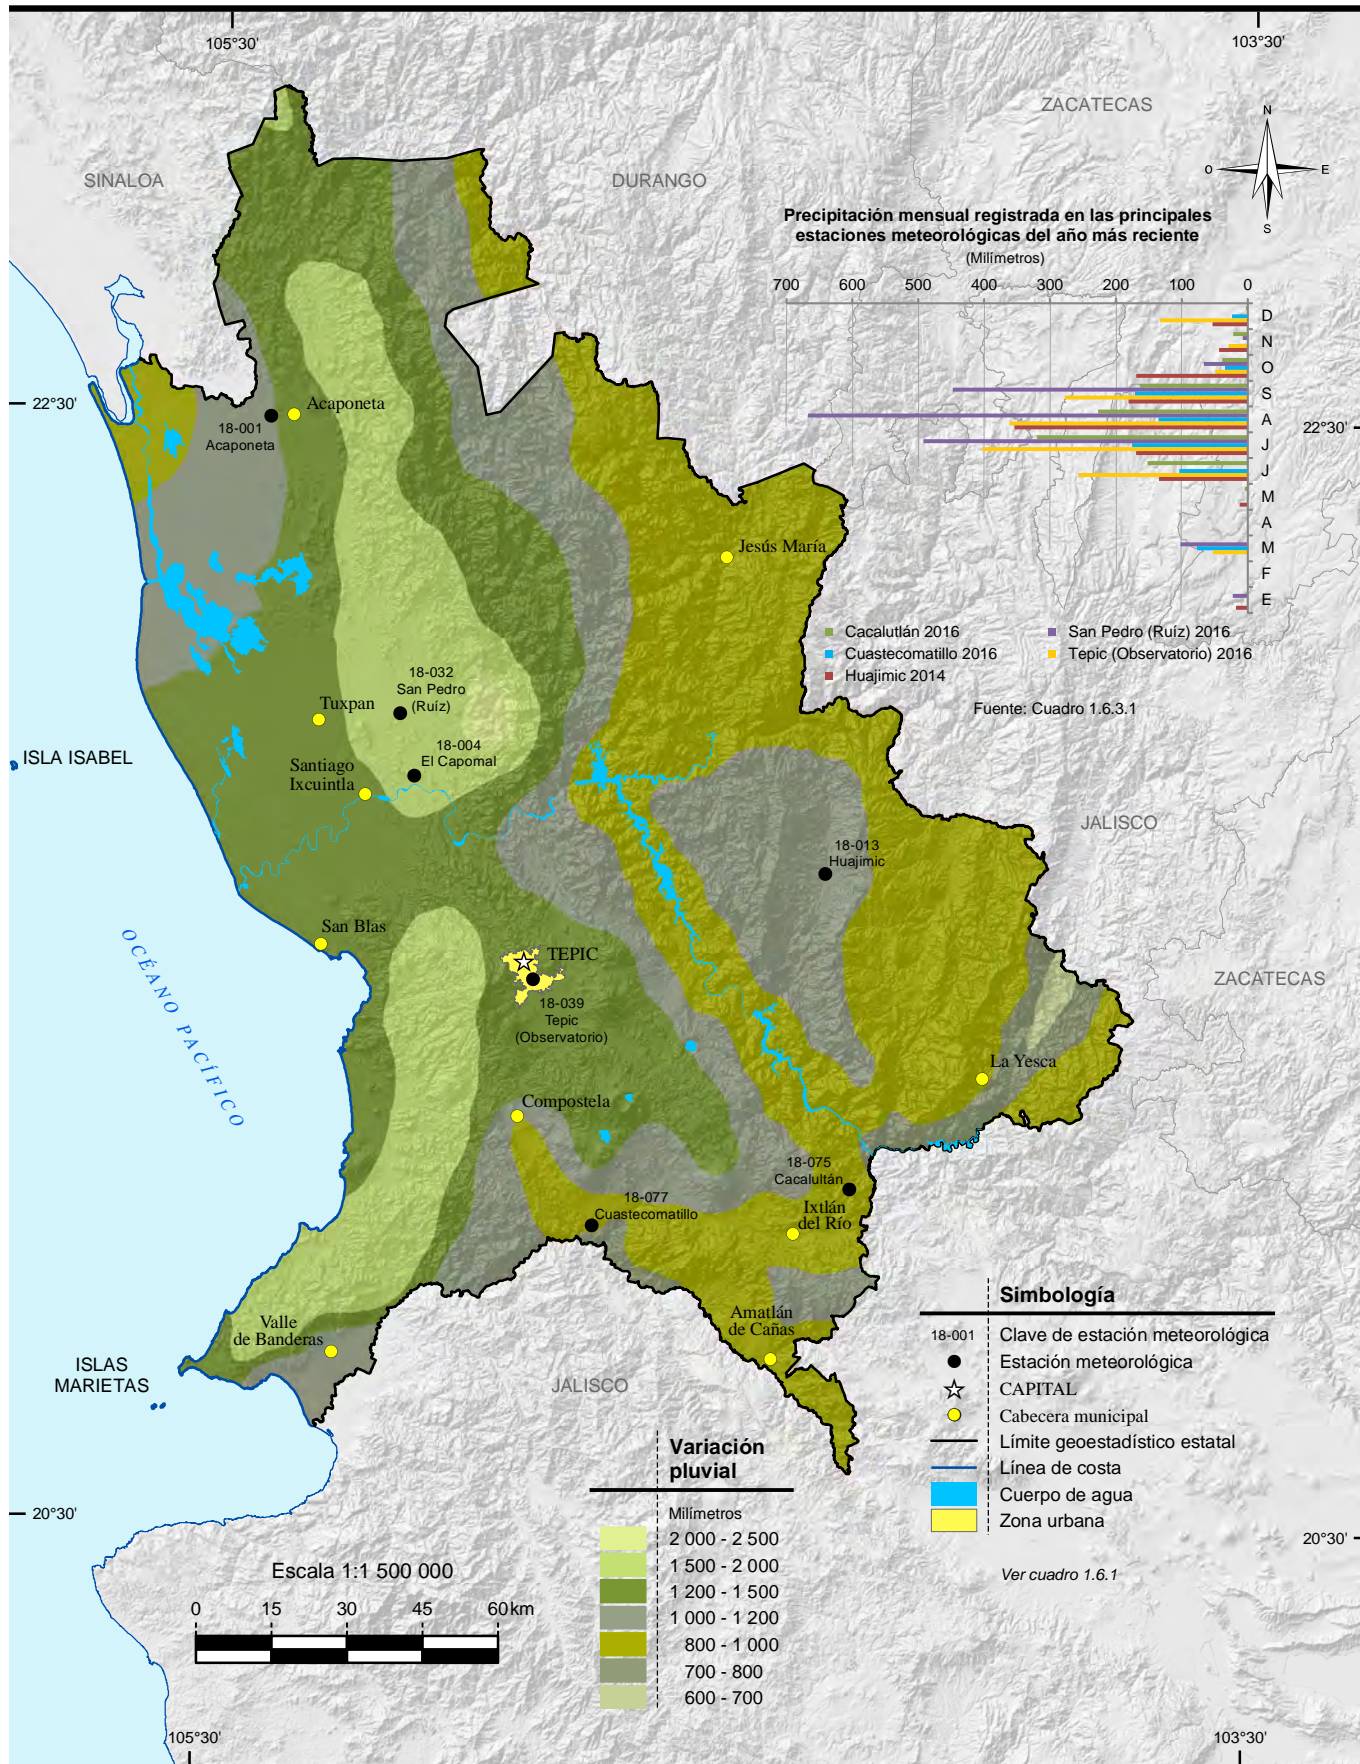 105°30'
103°30'
ZACATECAS
N
O
E
S
SINALOA
DURANGO
Precipitación mensual registrada en las principales
estaciones meteorológicas del año más reciente
(Milímetros)
700 600 500 400 300 200 100 0
D
N
O
S
A
J
J
M
A
M
F
E
Cacalutlán 2016
San Pedro (Ruíz) 2016
Cuastecomatillo 2016
Tepic (Observatorio) 2016
Huajimic 2014
Fuente: Cuadro 1.6.3.1
22°30'
22°30'
Acaponeta
18-001
Acaponeta
Jesús María
18-032
San Pedro
(Ruíz)
Tuxpan
18-004
El Capomal
Santiago
Ixcuintla
ISLA ISABEL
JALISCO
18-013
Huajimic
San Blas
OCÉANO PACÍFICO
TEPIC
18-039
Tepic
(Observatorio)
ZACATECAS
La Yesca
Compostela
18-075
Cacalultán
18-077
Cuastecomatillo
Ixtlán
del Río
Valle
de Banderas
Amatlán
de Cañas
ISLAS
MARIETAS
JALISCO
Simbología
18-001 Clave de estación meteorológica
Estación meteorológica
CAPITAL
Cabecera municipal
Límite geoestadístico estatal
Línea de costa
Cuerpo de agua
Zona urbana
Ver cuadro 1.6.1
Variación
pluvial
Milímetros
2 000 - 2 500
1 500 - 2 000
1 200 - 1 500
1 000 - 1 200
800 - 1 000
700 - 800
600 - 700
20°30'
20°30'
Escala 1:1 500 000
0 15 30 45 60 km
105°30'
103°30'